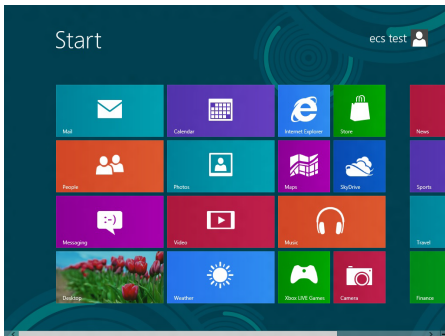 Start
ecs test
Mail
Calendar
Internet Explorer
Store
News
People
Photos
Maps
SkyDrive
Sports
Messaging
:-)
Video
Music
Travel
Desktop
Weather
Xbox LIVE Games
Camera
Finance